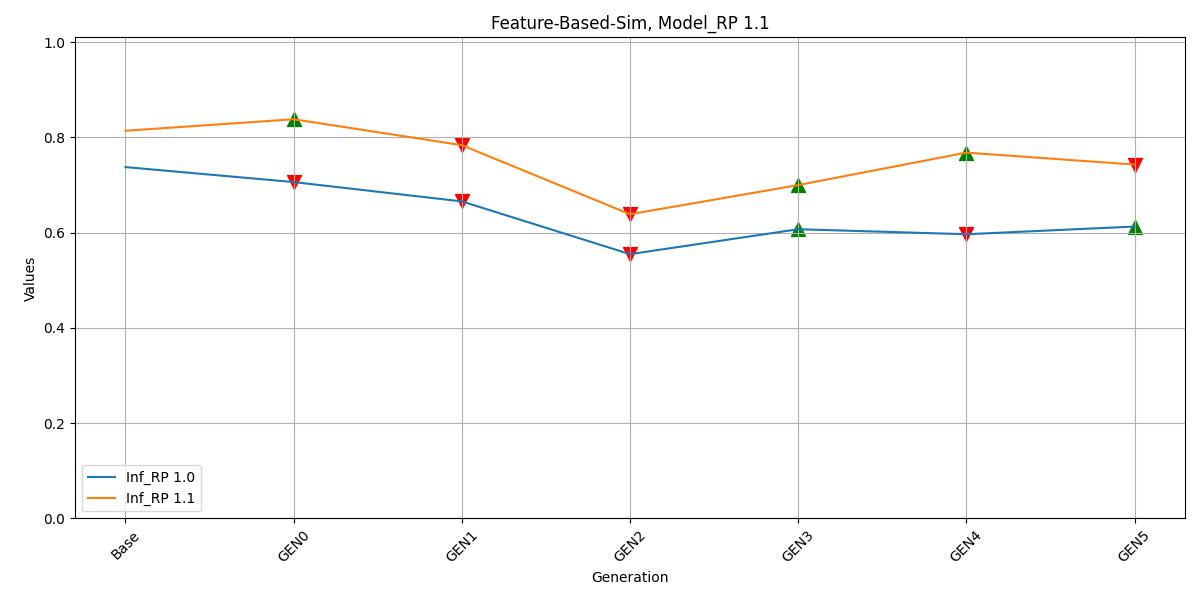 Feature-Based-Sim, Model_RP 1.1
1.0
0.8
0.6
0.4
0.2
0.0
Values
Inf_RP 1.0
Inf_RP 1.1
Base
GEN0
GEN1
GEN2
GEN3
GEN4
GEN5
Generation